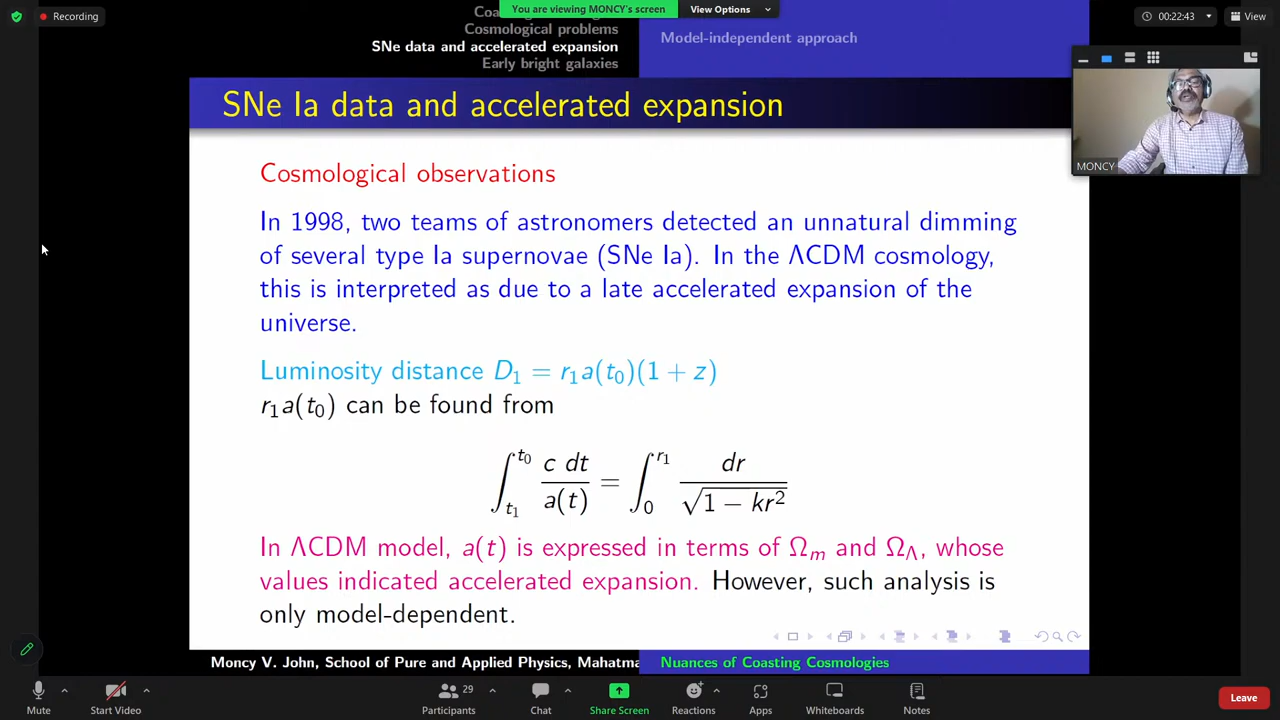 Recording
You are viewing MONCY's screen
View Options
00:22:43
View
Cosmological problems
SNe data and accelerated expansion
Early bright galaxies
Model-independent approach
SNe Ia data and accelerated expansion
MONCY
Cosmological observations
In 1998, two teams of astronomers detected an unnatural dimming
of several type Ia supernovae (SNe Ia). In the ΛCDM cosmology,
this is interpreted as due to a late accelerated expansion of the
universe.
Luminosity distance D₁ = r₁a(t₀)(1 + z)
r₁a(t₀) can be found from
∫_{t₁}^{t₀} c dt / a(t) = ∫_0^{r₁} dr / √(1 − kr²)
In ΛCDM model, a(t) is expressed in terms of Ωₘ and Ω_Λ, whose
values indicated accelerated expansion. However, such analysis is
only model-dependent.
Moncy V. John, School of Pure and Applied Physics, Mahatma
Nuances of Coasting Cosmologies
Mute
Start Video
29
Participants
Chat
Share Screen
Reactions
Apps
Whiteboards
Notes
Leave